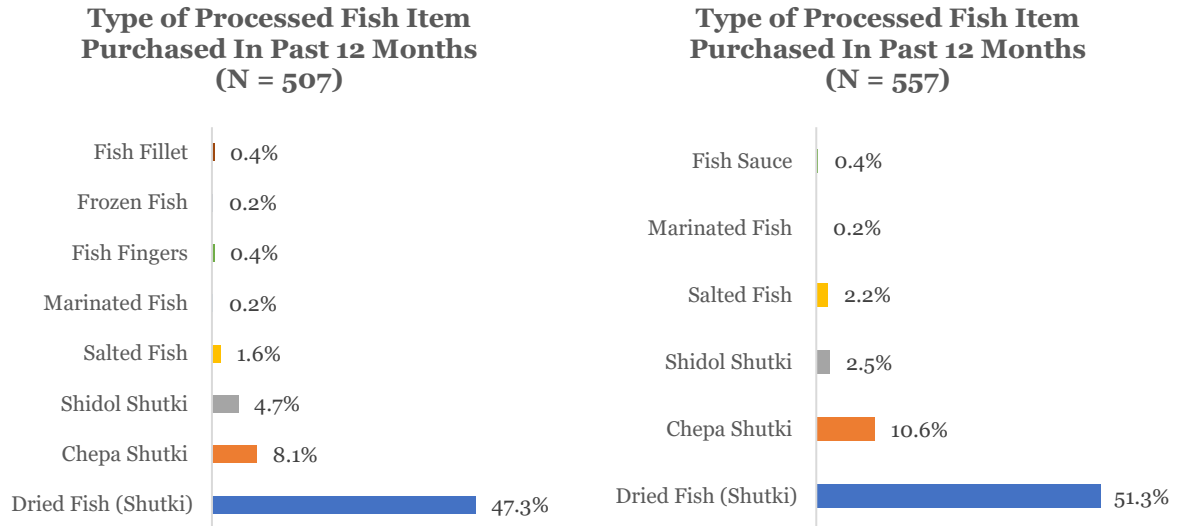 Type of Processed Fish Item
Purchased In Past 12 Months
(N = 507)
Fish Fillet 0.4%
Frozen Fish 0.2%
Fish Fingers 0.4%
Marinated Fish 0.2%
Salted Fish 1.6%
Shidol Shutki 4.7%
Chepa Shutki 8.1%
Dried Fish (Shutki) 47.3%
Type of Processed Fish Item
Purchased In Past 12 Months
(N = 557)
Fish Sauce 0.4%
Marinated Fish 0.2%
Salted Fish 2.2%
Shidol Shutki 2.5%
Chepa Shutki 10.6%
Dried Fish (Shutki) 51.3%